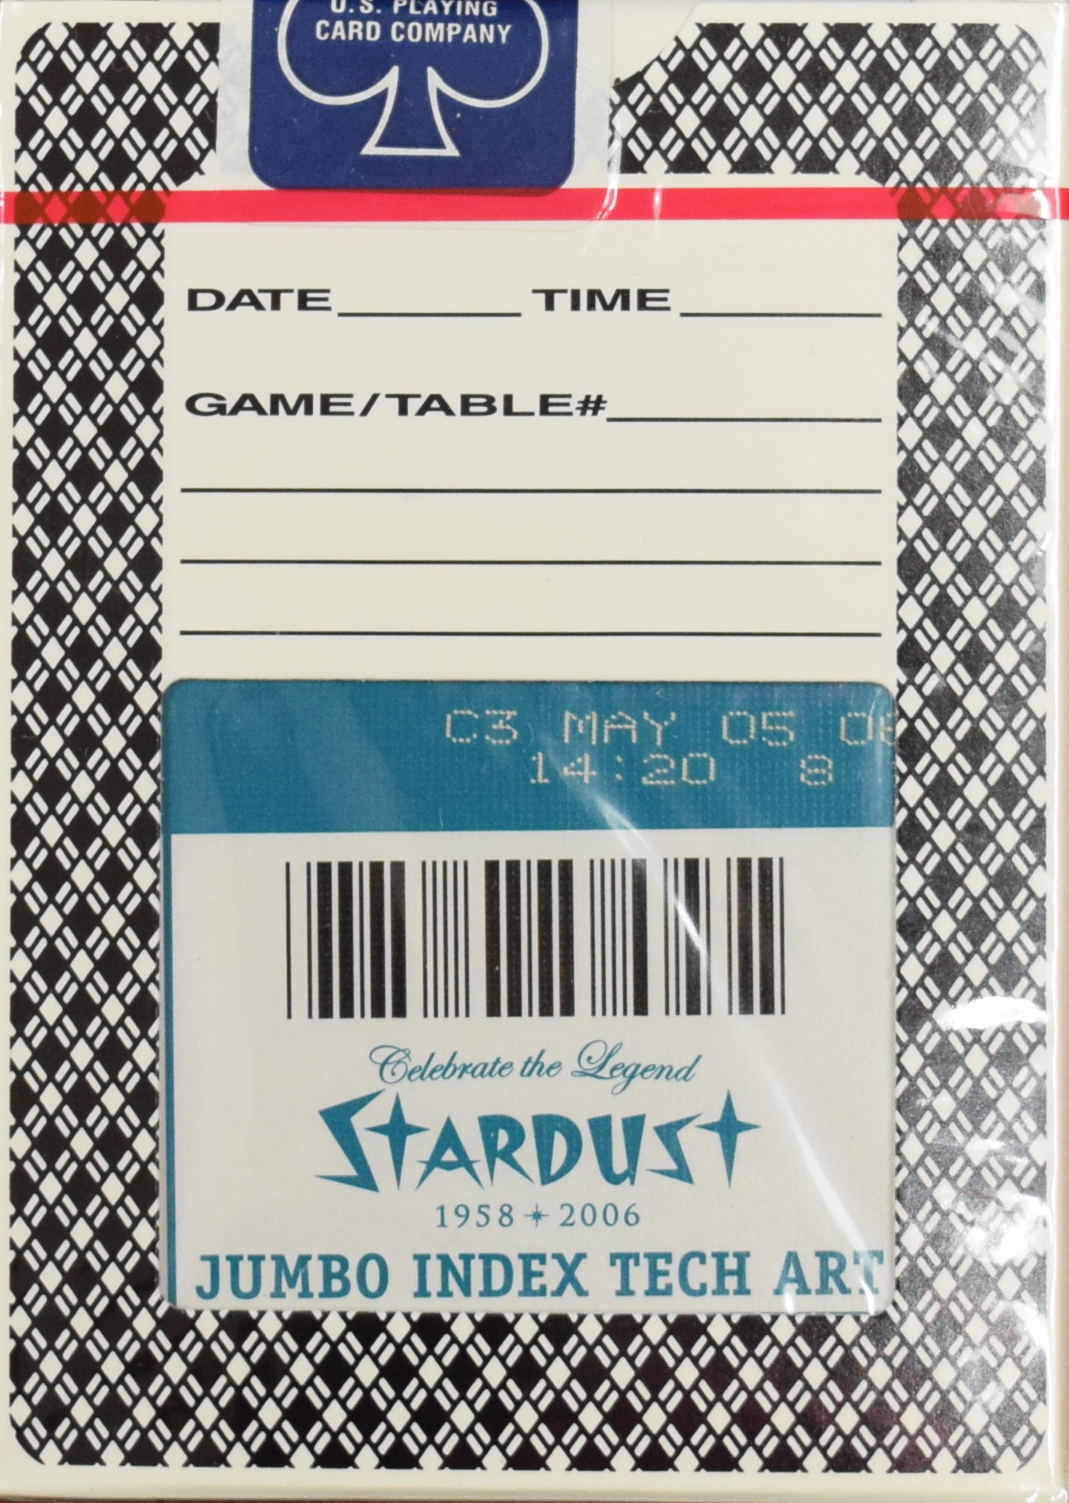 U.S. PLAYING
CARD COMPANY
DATE TIME
GAME/TABLE#
C3 MAY 05 06
14:20 8
Celebrate the Legend
STARDUST
1958 2006
JUMBO INDEX TECH ART